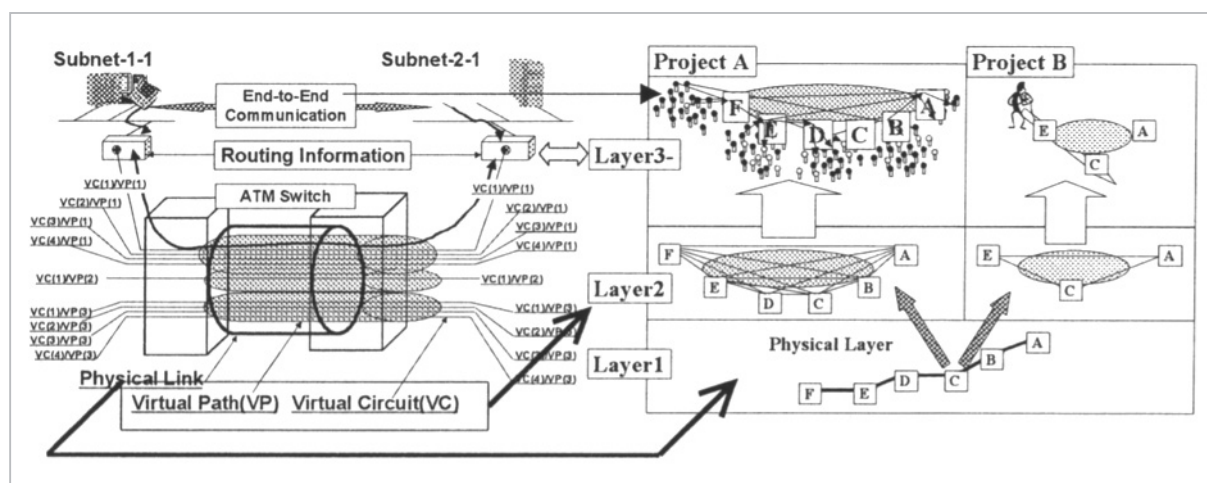 Subnet-1-1
Subnet-2-1
End-to-End
Communication
Routing Information
Layer3-
ATM Switch
VC(1)/VP(1)
VC(2)/VP(1)
VC(3)/VP(1)
VC(4)/VP(1)
VC(1)/VP(2)
VC(1)/VP(3)
VC(2)/VP(3)
VC(3)/VP(3)
VC(4)/VP(3)
VC(1)/VP(1)
VC(2)/VP(1)
VC(3)/VP(1)
VC(4)/VP(1)
VC(1)/VP(2)
VC(1)/VP(3)
VC(2)/VP(3)
VC(4)/VP(3)
Physical Link
Virtual Path(VP) Virtual Circuit(VC)
Layer2
Layer1
Project A
F
E
D
C
B
A
Project B
E
A
C
F
A
E
B
D
C
E
A
C
Physical Layer
A
B
C
D
E
F